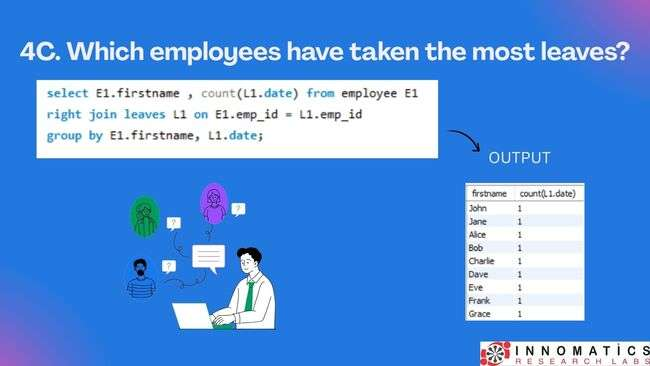 4C. Which employees have taken the most leaves?
select E1.firstname , count(L1.date) from employee E1
right join leaves L1 on E1.emp_id = L1.emp_id
group by E1.firstname, L1.date;
OUTPUT
firstname count(L1.date)
John 1
Jane 1
Alice 1
Bob 1
Charlie 1
Dave 1
Eve 1
Frank 1
Grace 1
? ? ?
INNOMATICS
RESEARCH LABS